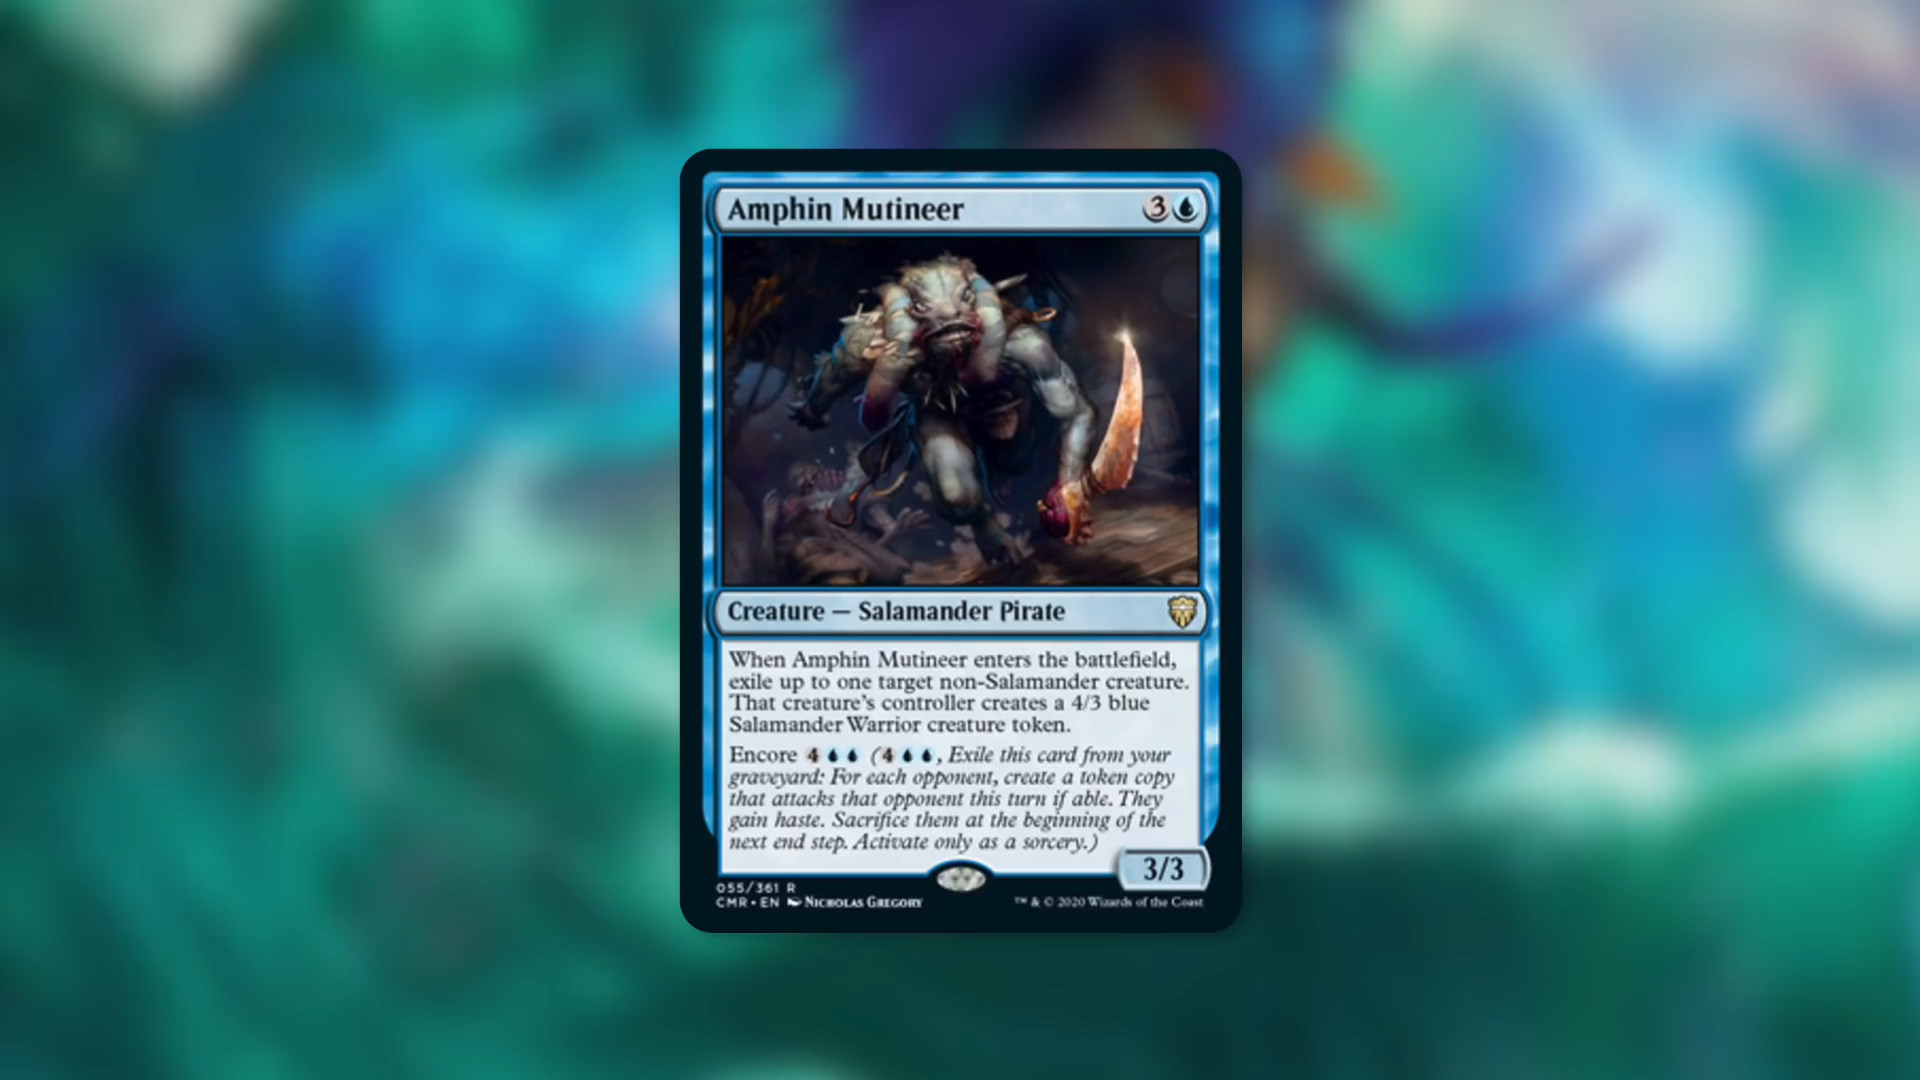 Amphin Mutineer 3
Creature — Salamander Pirate
When Amphin Mutineer enters the battlefield,
exile up to one target non-Salamander creature.
That creature's controller creates a 4/3 blue
Salamander Warrior creature token.
Encore 4 (4, Exile this card from your
graveyard: For each opponent, create a token copy
that attacks that opponent this turn if able. They
gain haste. Sacrifice them at the beginning of the
next end step. Activate only as a sorcery.)
3/3
055/361 R
CMR • EN Nicholas Gregory
™ & © 2020 Wizards of the Coast